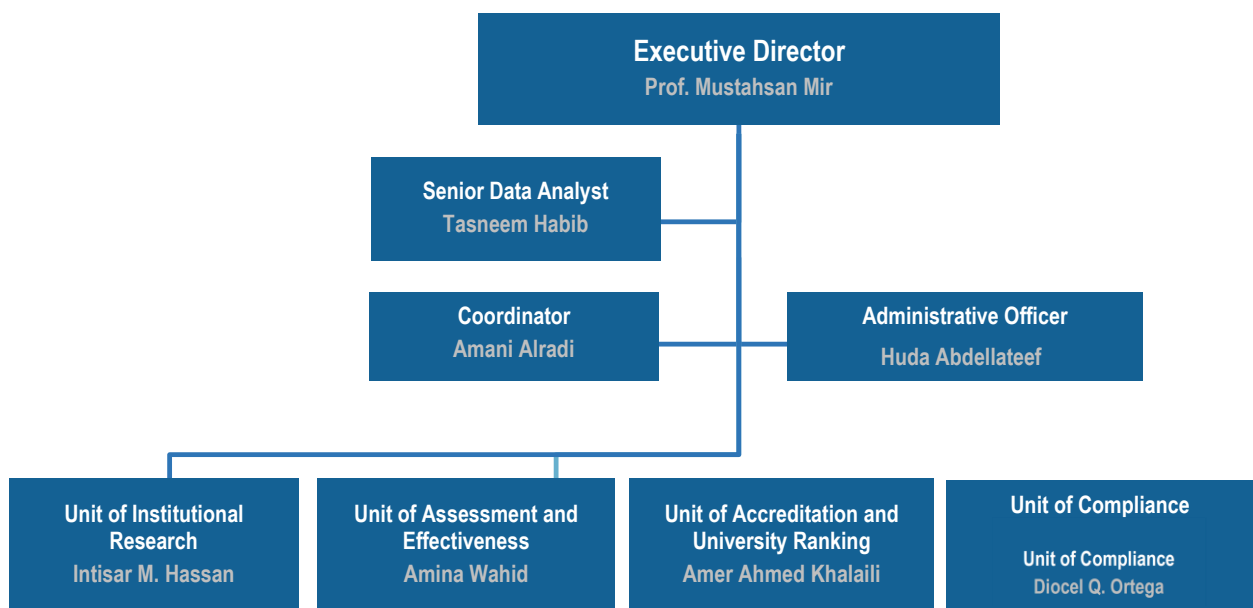 Executive Director
Prof. Mustahsan Mir
Senior Data Analyst
Tasneem Habib
Coordinator
Amani Alradi
Administrative Officer
Huda Abdellateef
Unit of Institutional
Research
Intisar M. Hassan
Unit of Assessment and
Effectiveness
Amina Wahid
Unit of Accreditation and
University Ranking
Amer Ahmed Khalaili
Unit of Compliance
Unit of Compliance
Diocel Q. Ortega